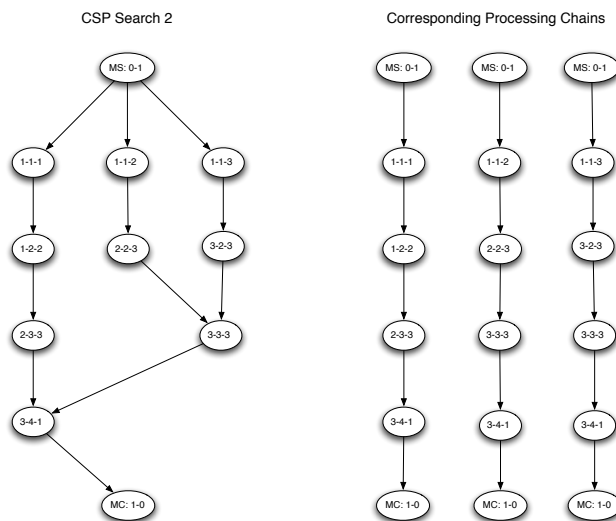 CSP Search 2
Corresponding Processing Chains
MS: 0-1
MS: 0-1
MS: 0-1
MS: 0-1
1-1-1
1-1-2
1-1-3
1-1-1
1-1-2
1-1-3
1-2-2
2-2-3
3-2-3
1-2-2
2-2-3
3-2-3
2-3-3
3-3-3
2-3-3
3-3-3
3-3-3
3-4-1
3-4-1
3-4-1
3-4-1
MC: 1-0
MC: 1-0
MC: 1-0
MC: 1-0